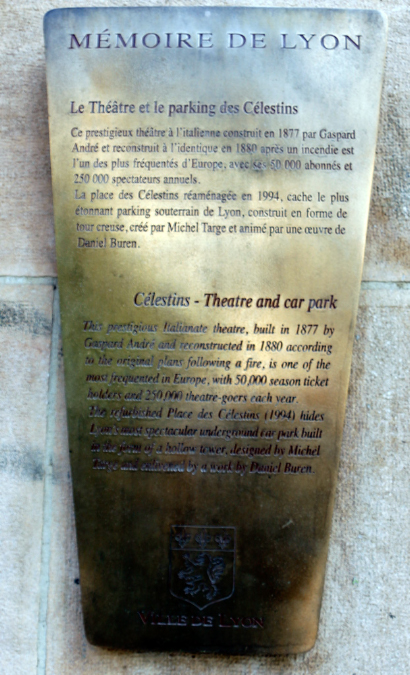 MÉMOIRE DE LYON
Le Théâtre et le parking des Célestins
Ce prestigieux théâtre à l'italienne construit en 1877 par Gaspard
André et reconstruit à l'identique en 1880 après un incendie est
l'un des plus fréquentés d'Europe, avec ses 50 000 abonnés et
250 000 spectateurs annuels.
La place des Célestins réaménagée en 1994, cache le plus
étonnant parking souterrain de Lyon, construit en forme de
tour creuse, créé par Michel Targe et animé par une œuvre de
Daniel Buren.
Célestins - Theatre and car park
This prestigious Italianate theatre, built in 1877 by
Gaspard André and reconstructed in 1880 according
to the original plans following a fire, is one of the
most frequented in Europe, with 50,000 season ticket
holders and 250,000 theatre-goers each year.
The refurbished Place des Célestins (1994) hides
Lyon's most spectacular underground car park built
in the form of a hollow tower, designed by Michel
Targe and enlivened by a work by Daniel Buren.
VILLE DE LYON